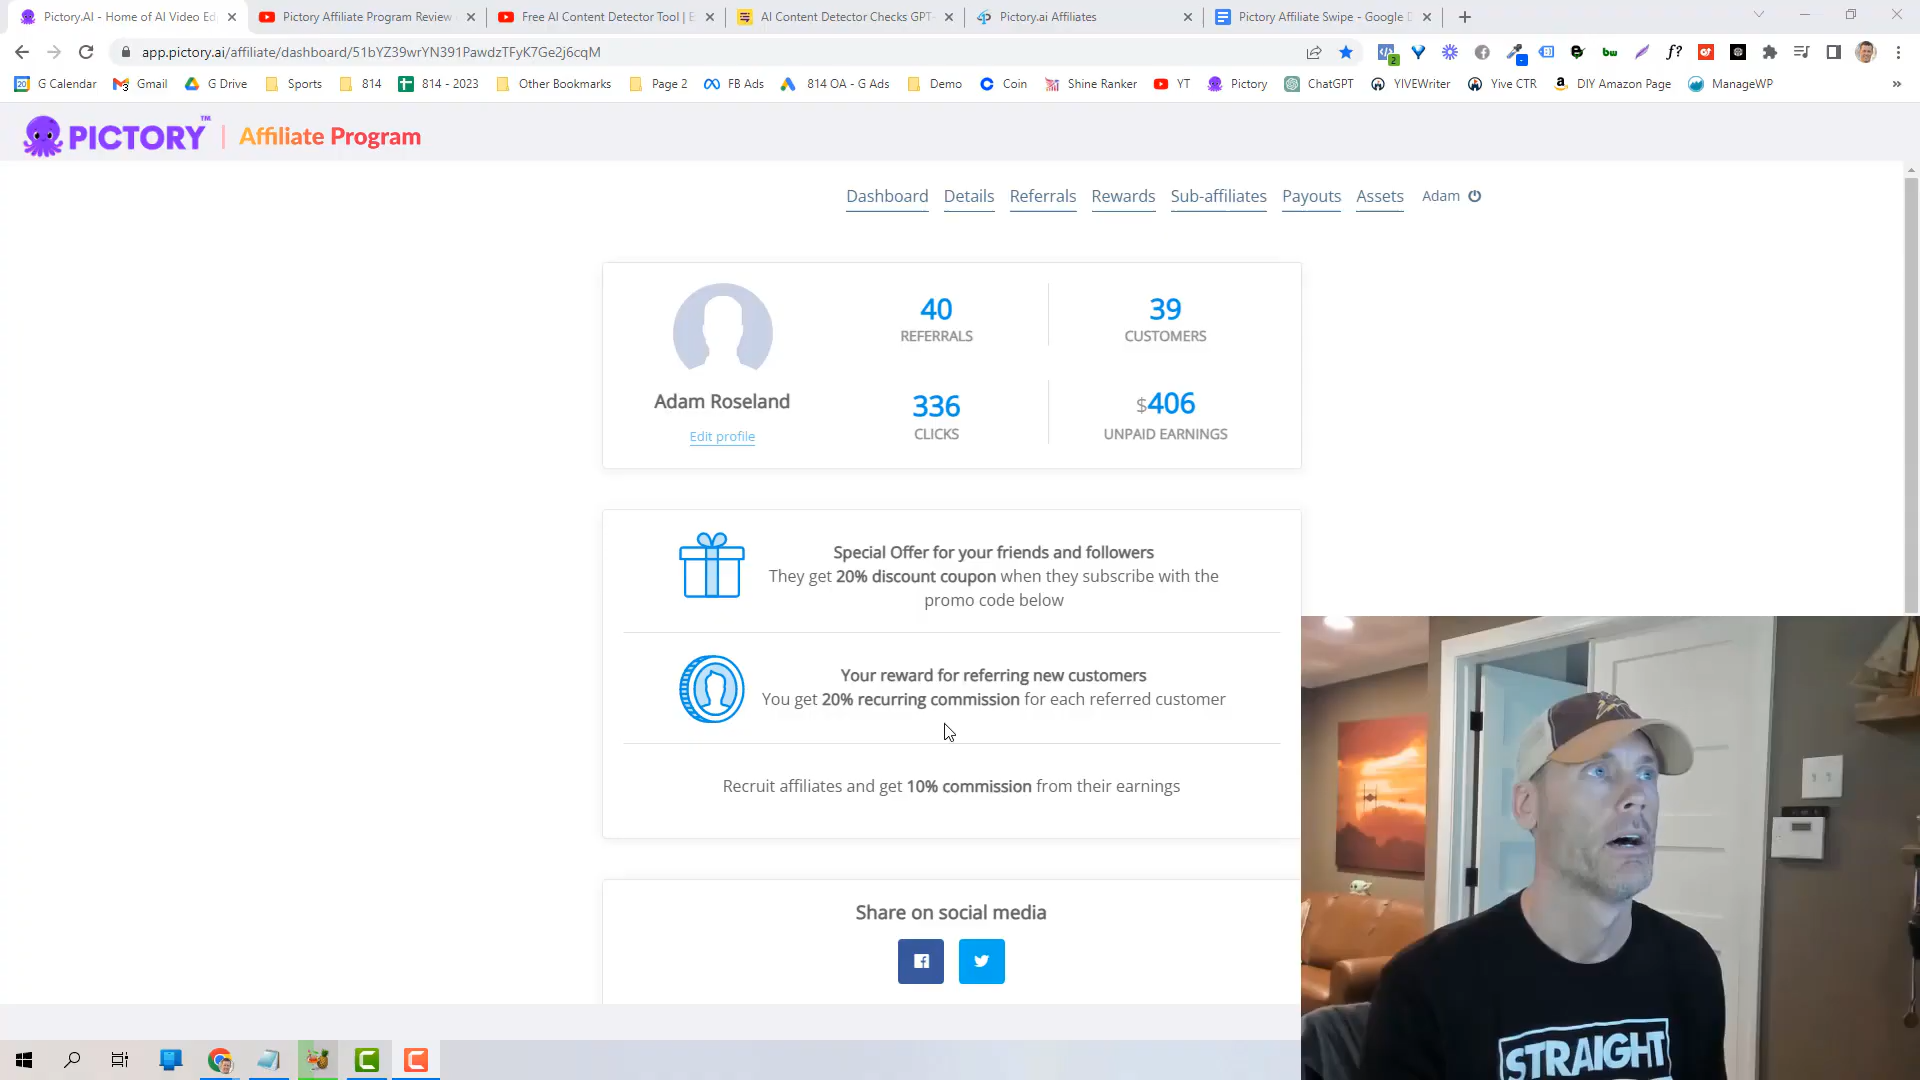 Pictory.AI - Home of AI Video Ed
Pictory Affiliate Program Review
Free AI Content Detector Tool | E
AI Content Detector Checks GPT-
Pictory.ai Affiliates
Pictory Affiliate Swipe - Google D
app.pictory.ai/affiliate/dashboard/51bYZ39wrYN391PawdzTFyK7Ge2j6cqM
G Calendar
Gmail
G Drive
Sports
814
814 - 2023
Other Bookmarks
Page 2
FB Ads
814 OA - G Ads
Demo
Coin
Shine Ranker
YT
Pictory
ChatGPT
YIVEWriter
Yive CTR
DIY Amazon Page
ManageWP
»
PICTORY™ | Affiliate Program
Dashboard
Details
Referrals
Rewards
Sub-affiliates
Payouts
Assets
Adam
40
REFERRALS
39
CUSTOMERS
Adam Roseland
Edit profile
336
CLICKS
$406
UNPAID EARNINGS
Special Offer for your friends and followers
They get 20% discount coupon when they subscribe with the
promo code below
Your reward for referring new customers
You get 20% recurring commission for each referred customer
Recruit affiliates and get 10% commission from their earnings
Share on social media
STRAIGHT